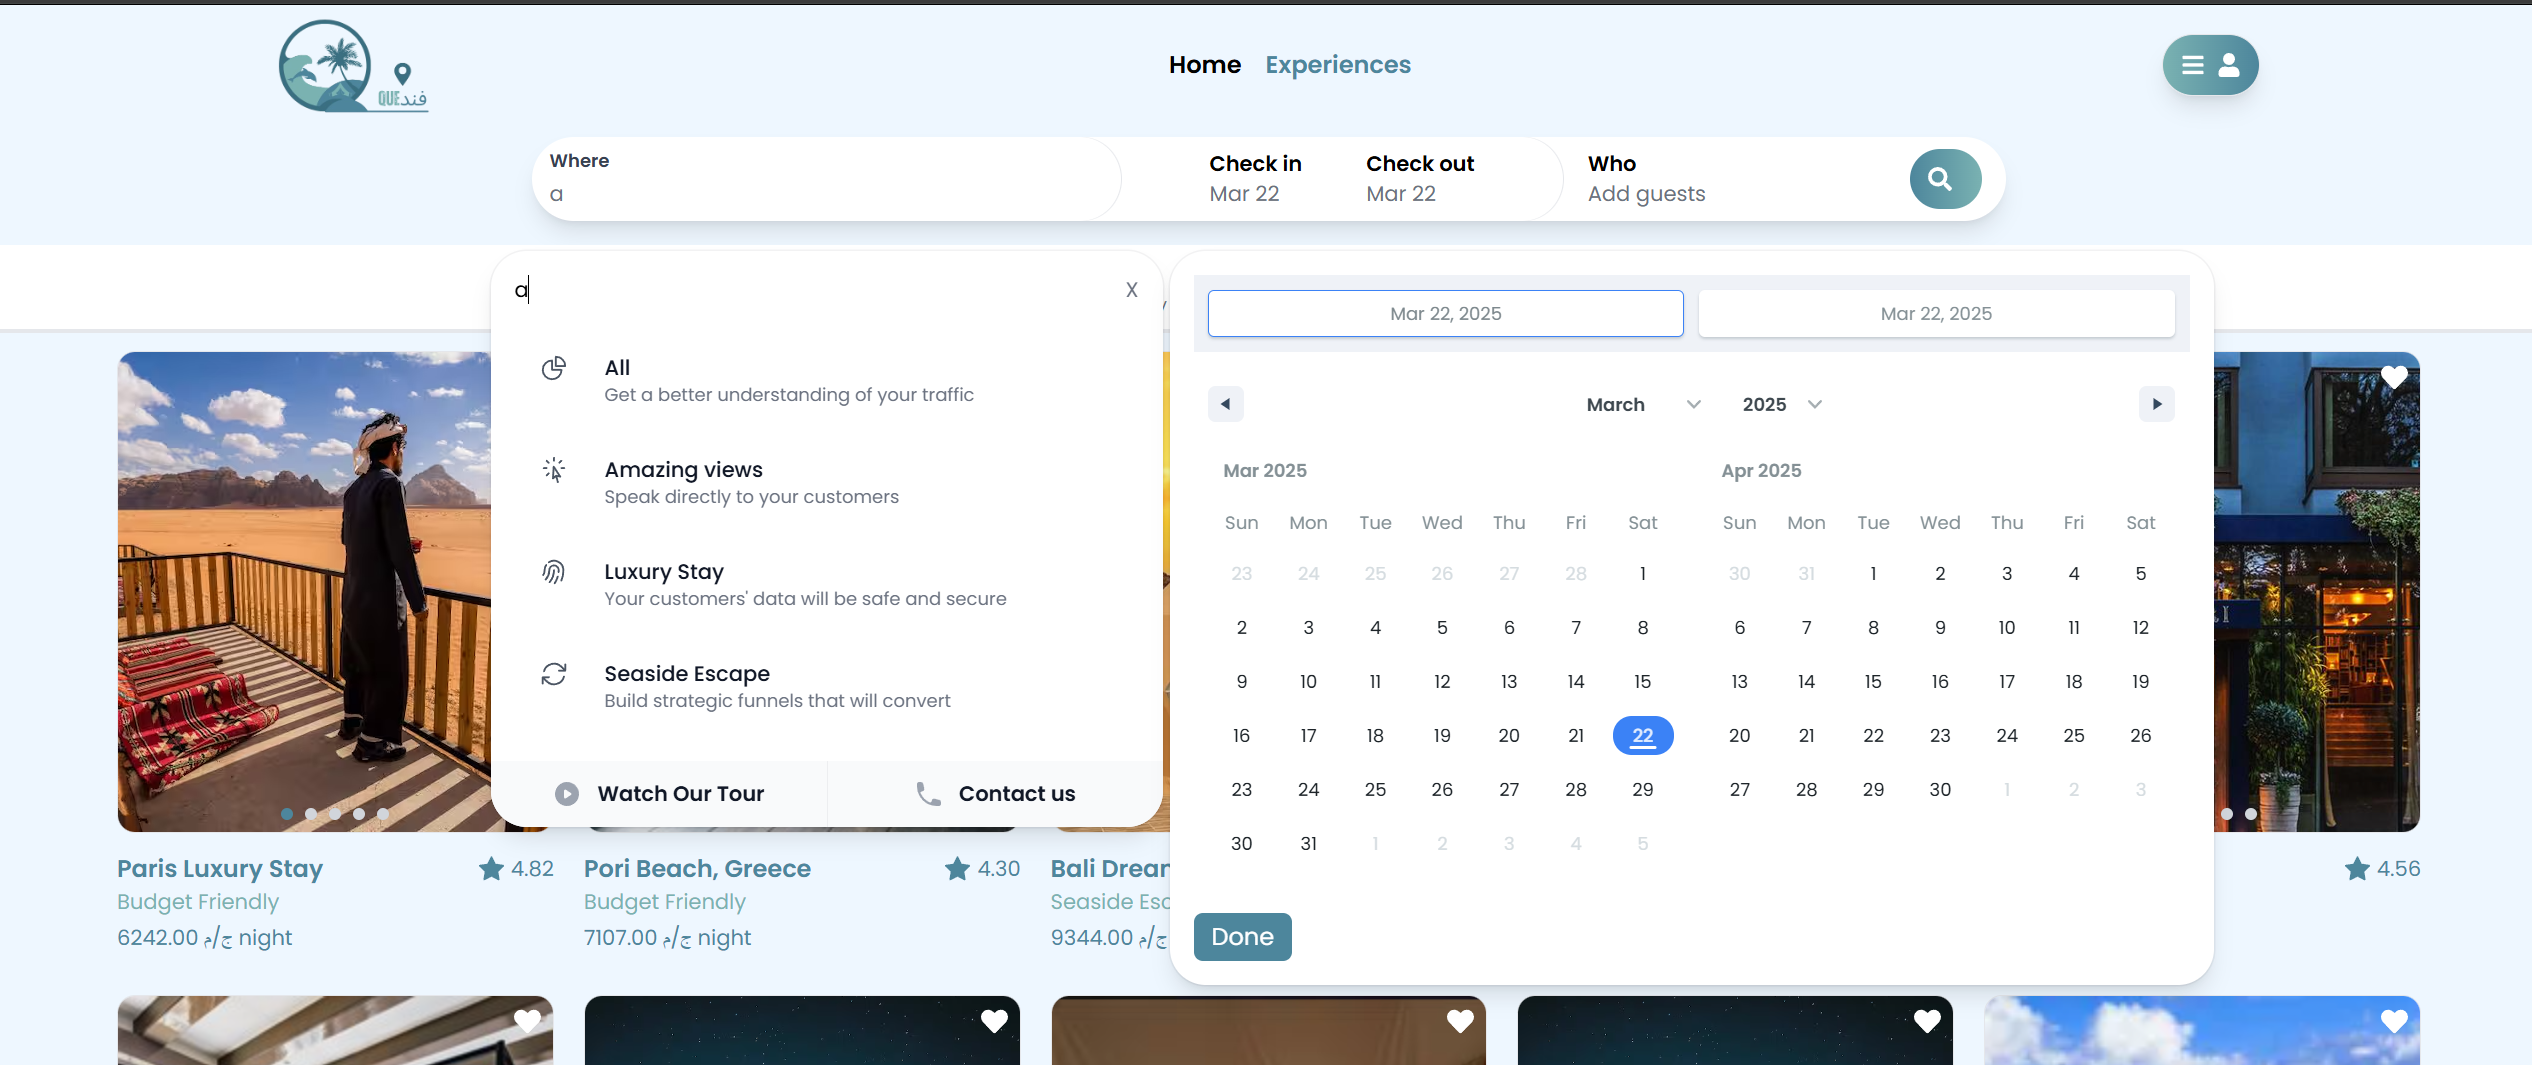 QUEفند
Home Experiences
Where
a
Check in
Mar 22
Check out
Mar 22
Who
Add guests
a
X
All
Get a better understanding of your traffic
Amazing views
Speak directly to your customers
Luxury Stay
Your customers' data will be safe and secure
Seaside Escape
Build strategic funnels that will convert
Watch Our Tour
Contact us
Mar 22, 2025
Mar 22, 2025
March 2025
Mar 2025
Sun Mon Tue Wed Thu Fri Sat
23 24 25 26 27 28 1
2 3 4 5 6 7 8
9 10 11 12 13 14 15
16 17 18 19 20 21 22
23 24 25 26 27 28 29
30 31 1 2 3 4 5
Apr 2025
Sun Mon Tue Wed Thu Fri Sat
30 31 1 2 3 4 5
6 7 8 9 10 11 12
13 14 15 16 17 18 19
20 21 22 23 24 25 26
27 28 29 30 1 2 3
Done
Paris Luxury Stay 4.82
Budget Friendly
6242.00 ج/م night
Pori Beach, Greece 4.30
Budget Friendly
7107.00 ج/م night
Bali Drear
Seaside Esc
9344.00 ج/م
4.56